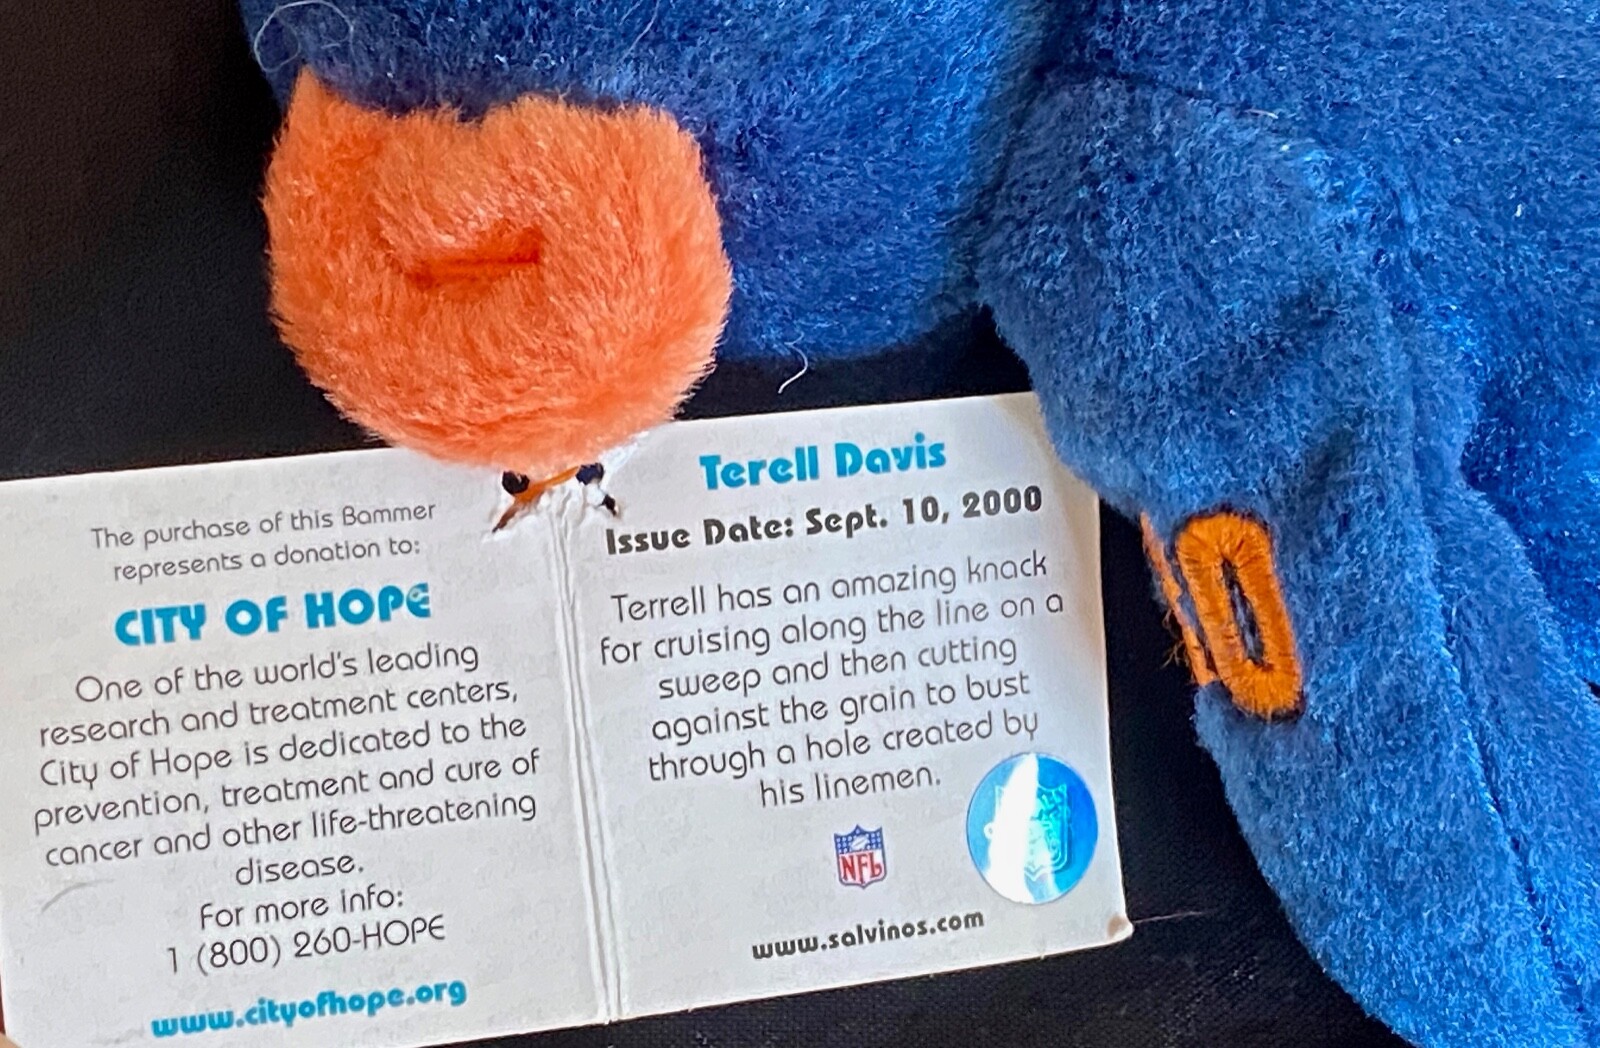 The purchase of this Bammer
represents a donation to:
CITY OF HOPE
One of the world's leading
research and treatment centers,
City of Hope is dedicated to the
prevention, treatment and cure of
cancer and other life-threatening
disease.
For more info:
1 (800) 260-HOPE
www.cityofhope.org
Terell Davis
Issue Date: Sept. 10, 2000
Terrell has an amazing knack
for cruising along the line on a
sweep and then cutting
against the grain to bust
through a hole created by
his linemen.
NFL
www.salvinos.com
0